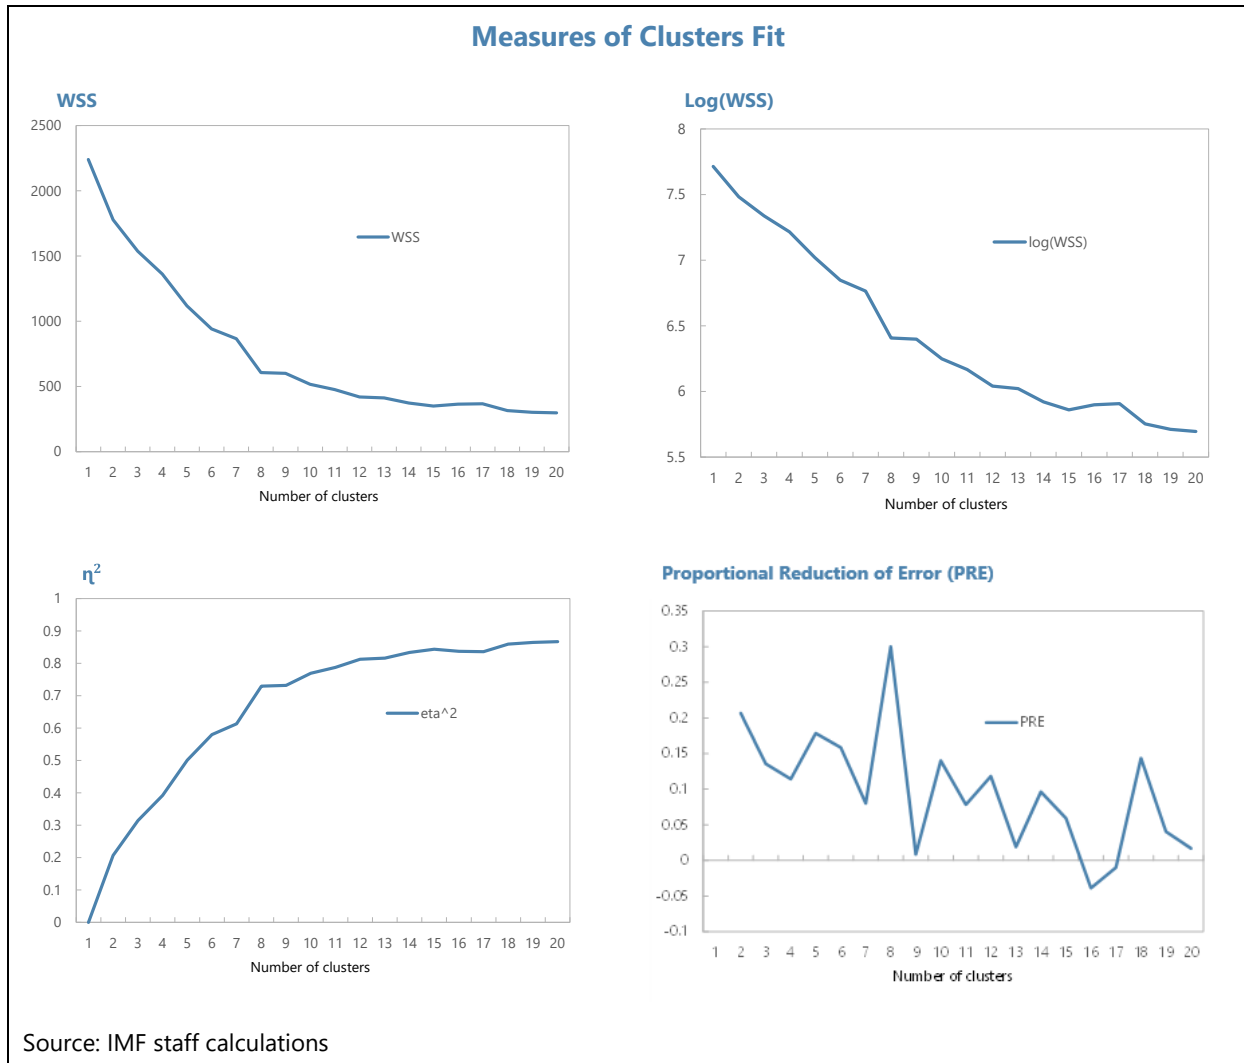 Measures of Clusters Fit
WSS
2500
2000
1500
1000
500
0
WSS
1 2 3 4 5 6 7 8 9 10 11 12 13 14 15 16 17 18 19 20
Number of clusters
Log(WSS)
8
7.5
7
6.5
6
5.5
log(WSS)
1 2 3 4 5 6 7 8 9 10 11 12 13 14 15 16 17 18 19 20
Number of clusters
η²
1
0.9
0.8
0.7
0.6
0.5
0.4
0.3
0.2
0.1
0
eta^2
1 2 3 4 5 6 7 8 9 10 11 12 13 14 15 16 17 18 19 20
Number of clusters
Proportional Reduction of Error (PRE)
0.35
0.3
0.25
0.2
0.15
0.1
0.05
0
-0.05
-0.1
PRE
1 2 3 4 5 6 7 8 9 10 11 12 13 14 15 16 17 18 19 20
Number of clusters
Source: IMF staff calculations